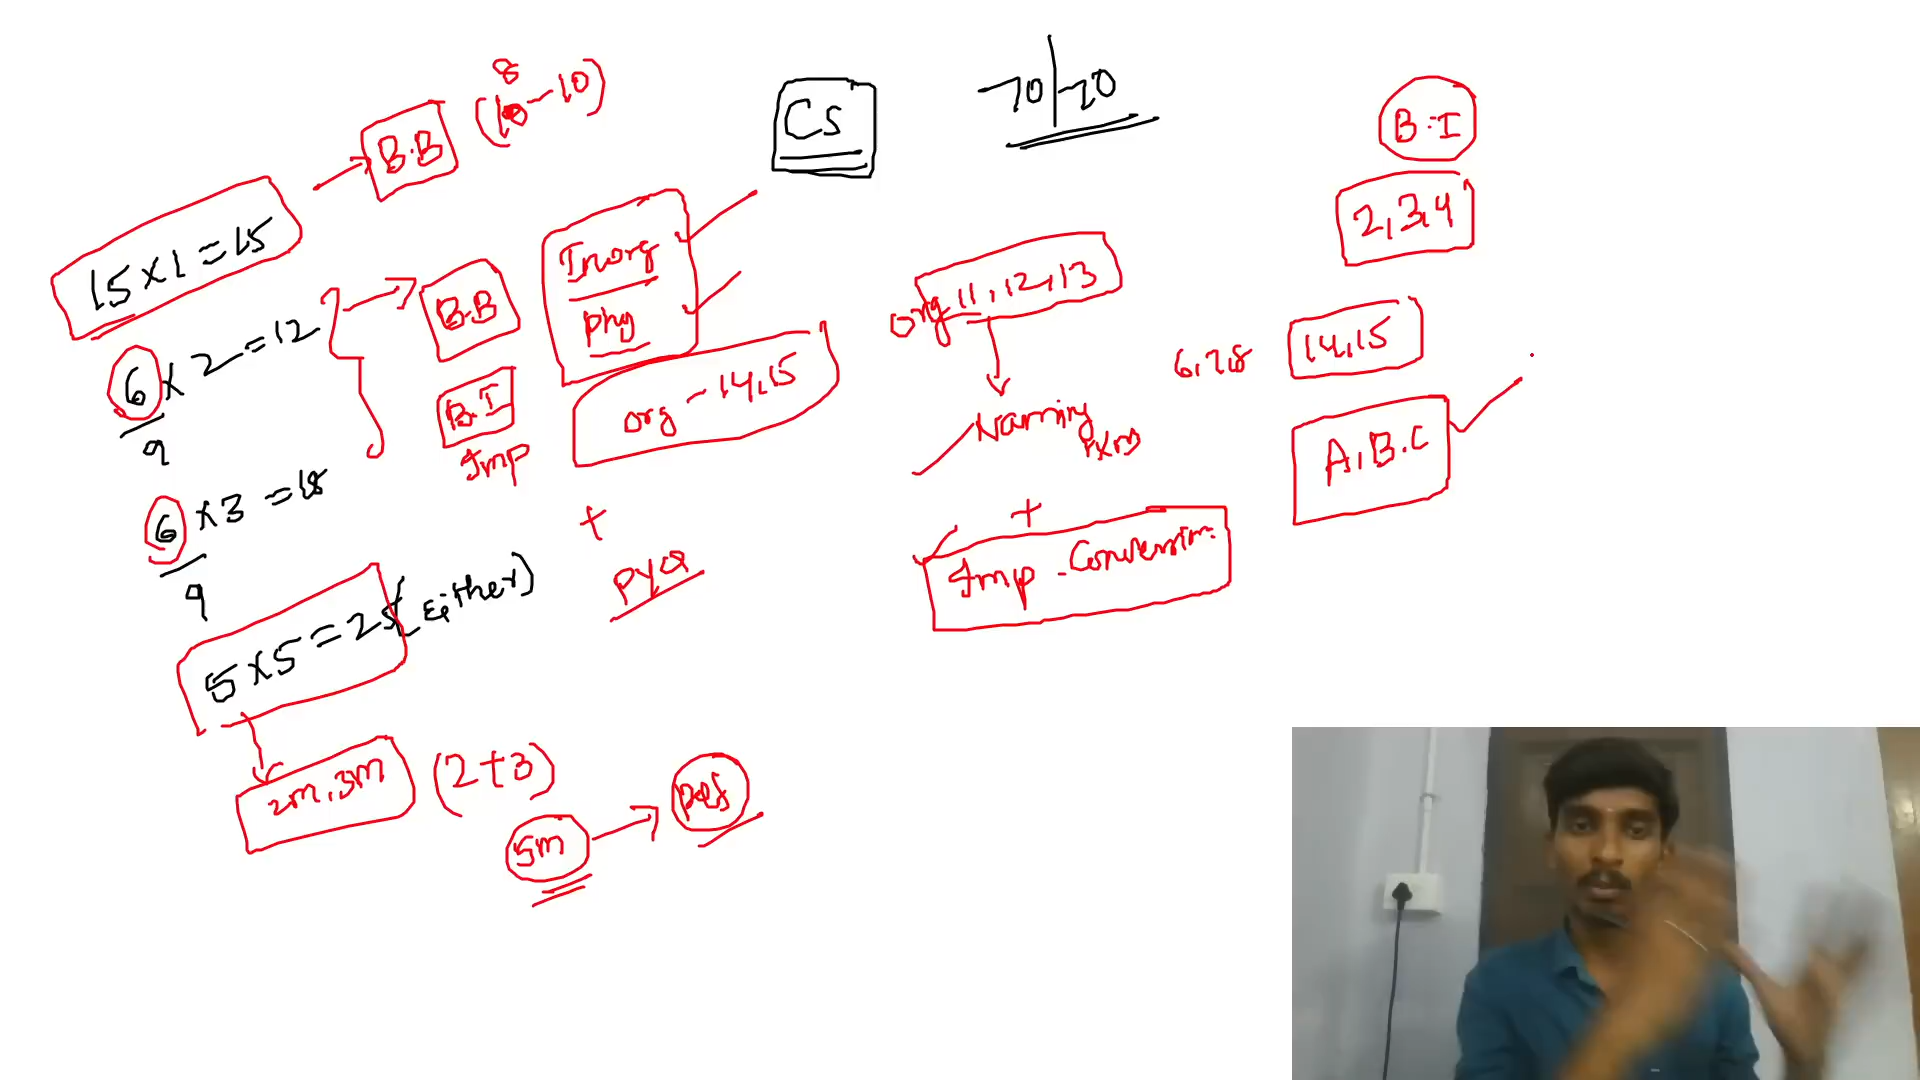 15 x 1 = 15
B.B
8
(10 - 10)
6 x 2 = 12
9
6 x 3 = 18
9
5 x 5 = 25 (Either)
2m, 3m
(2+3)
5m
B.B
B.I
Imp
Inorg
phy
org - 14,15
+
PYQ
CS
70 | 70
org 11, 12, 13
Naming
rxns
+
Imp - Conversion
B.I
2,3,4
6,7,8
14,15
A, B, C